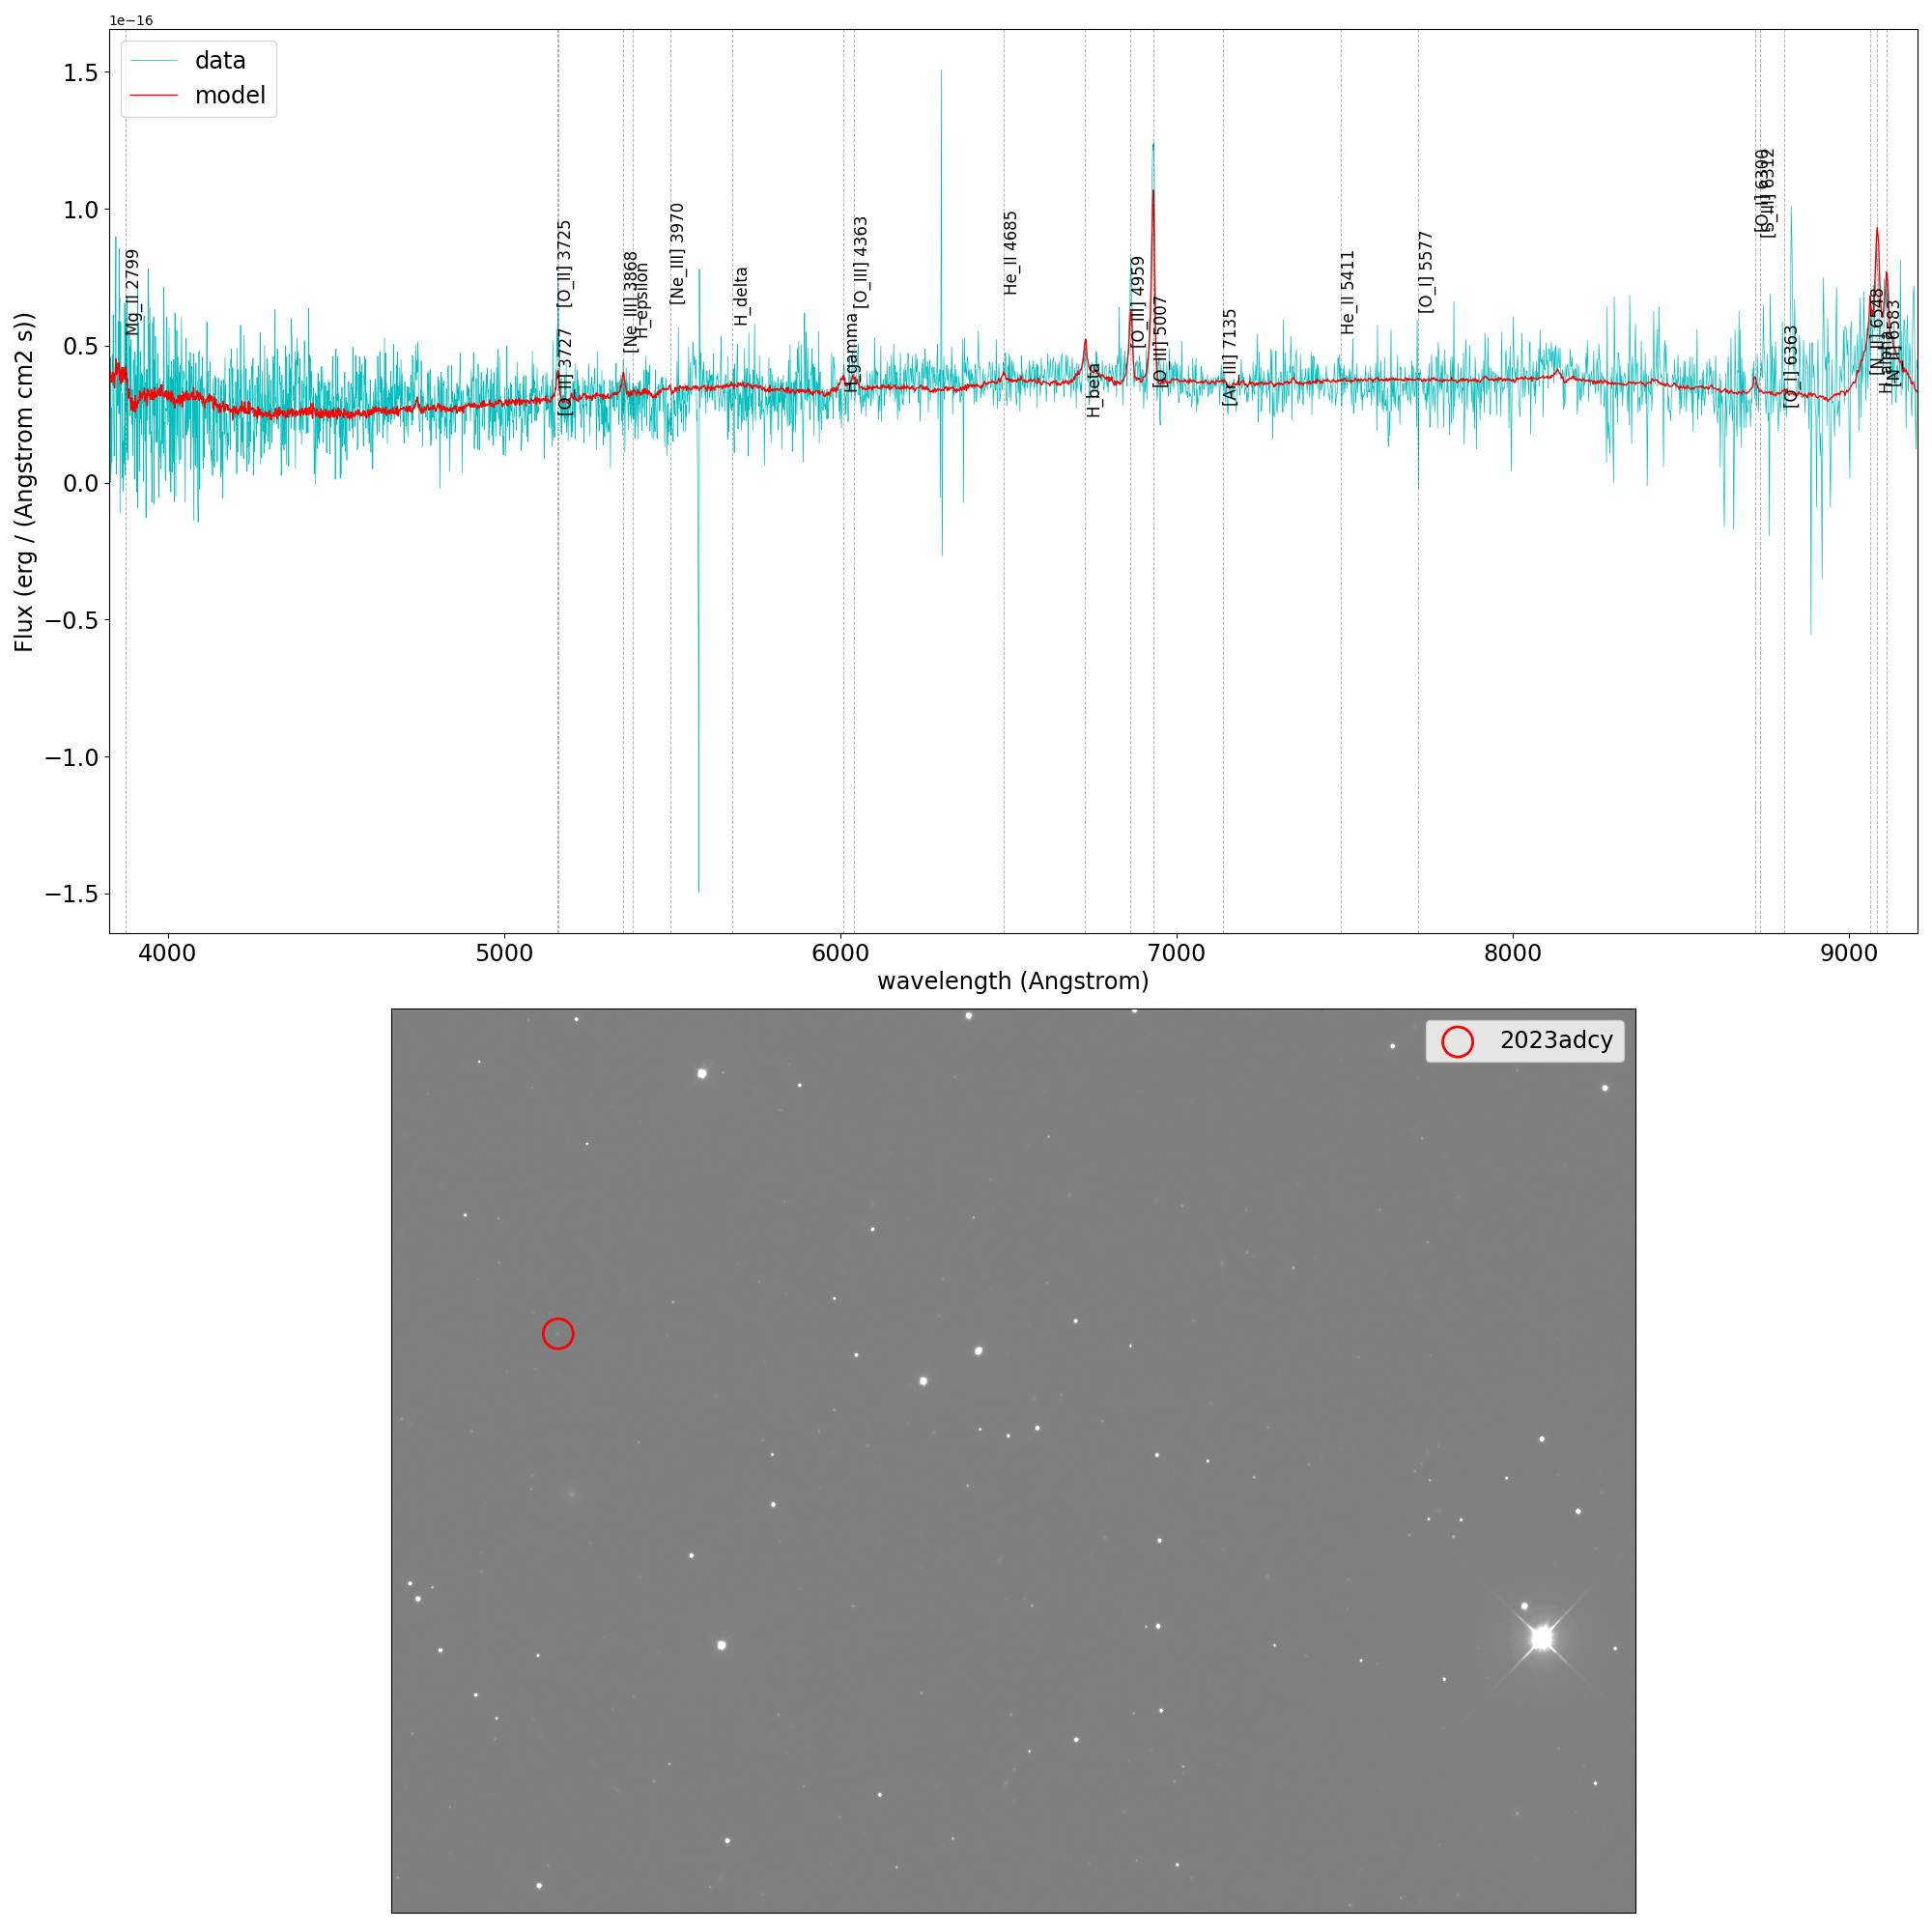 1e−16
data
model
1.5
1.0
0.5
0.0
−0.5
−1.0
−1.5
Flux (erg / (Angstrom cm2 s))
Mg_II 2799
[O_II] 3725
[O_II] 3727
[Ne_III] 3868
H_epsilon
[Ne_III] 3970
H_delta
H_gamma
[O_III] 4363
He_II 4685
H_beta
[O_III] 4959
[O_III] 5007
[Ar_III] 7135
He_II 5411
[O_I] 5577
[O_I] 6300
[S_II] 6312
[O_I] 6363
[N_II] 6548
H_alpha
[N_II] 6583
4000 5000 6000 7000 8000 9000
wavelength (Angstrom)
2023adcy